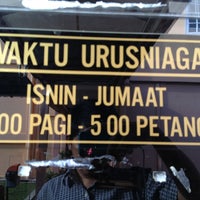 WAKTU URUSNIAGA
ISNIN - JUMAAT
00 PAGI - 5 00 PETANG